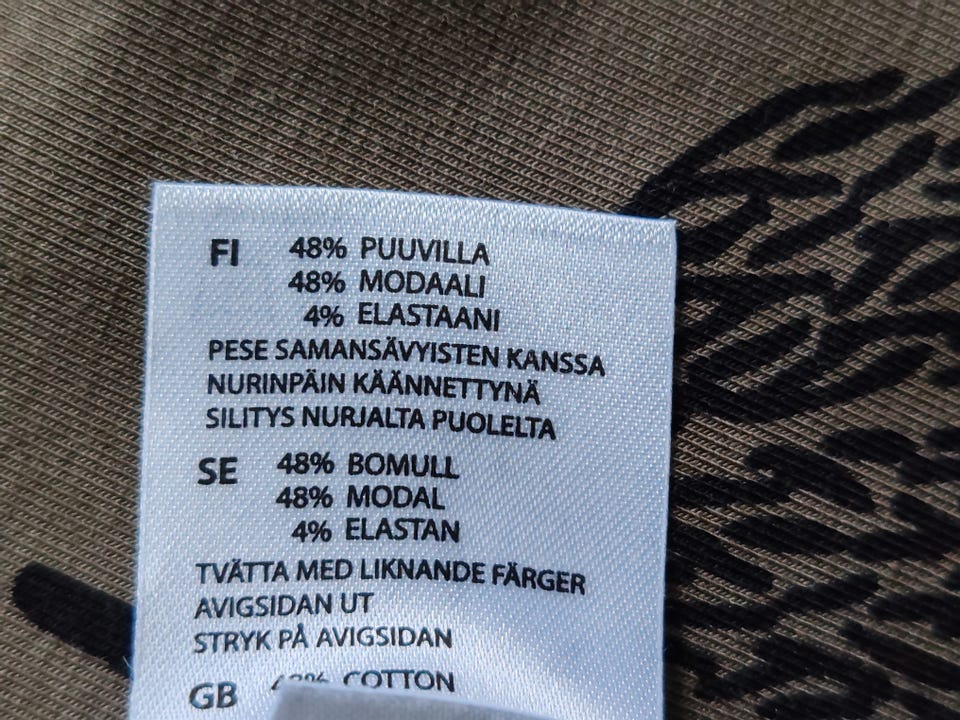 FI 48% PUUVILLA
48% MODAALI
4% ELASTAANI
PESE SAMANSÄVYISTEN KANSSA
NURINPÄIN KÄÄNNETTYNÄ
SILITYS NURJALTA PUOLELTA
SE 48% BOMULL
48% MODAL
4% ELASTAN
TVÄTTA MED LIKNANDE FÄRGER
AVIGSIDAN UT
STRYK PÅ AVIGSIDAN
GB COTTON